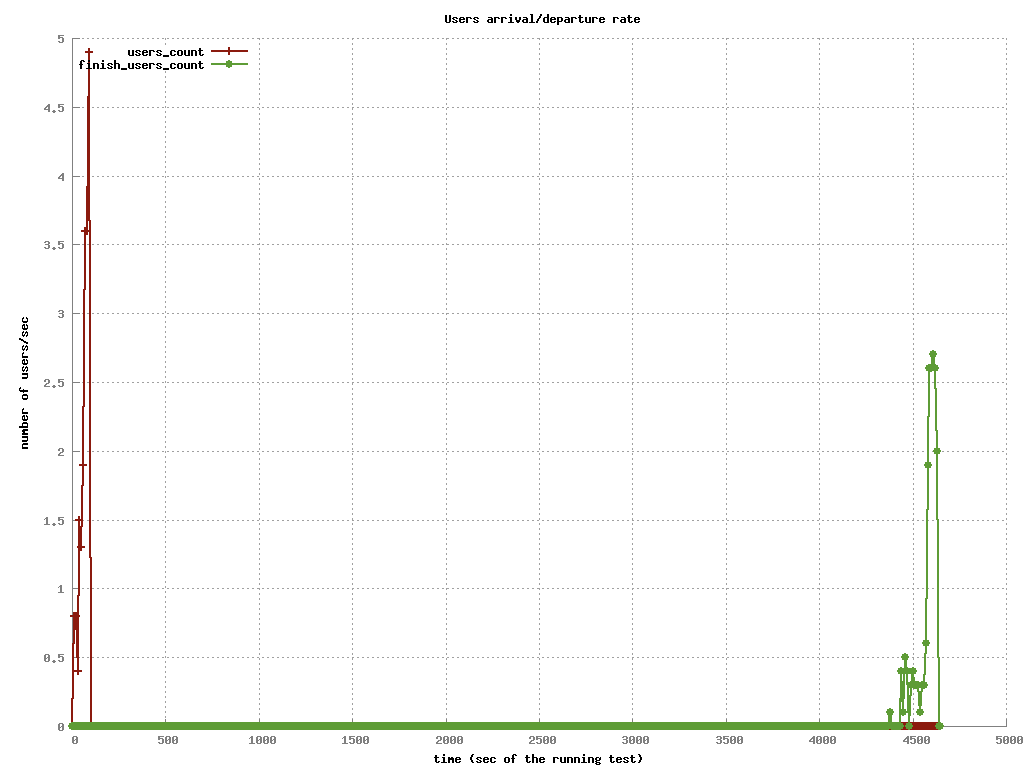 Users arrival/departure rate
users_count
finish_users_count
5
4.5
4
3.5
3
2.5
2
1.5
1
0.5
0
number of users/sec
0 500 1000 1500 2000 2500 3000 3500 4000 4500 5000
time (sec of the running test)